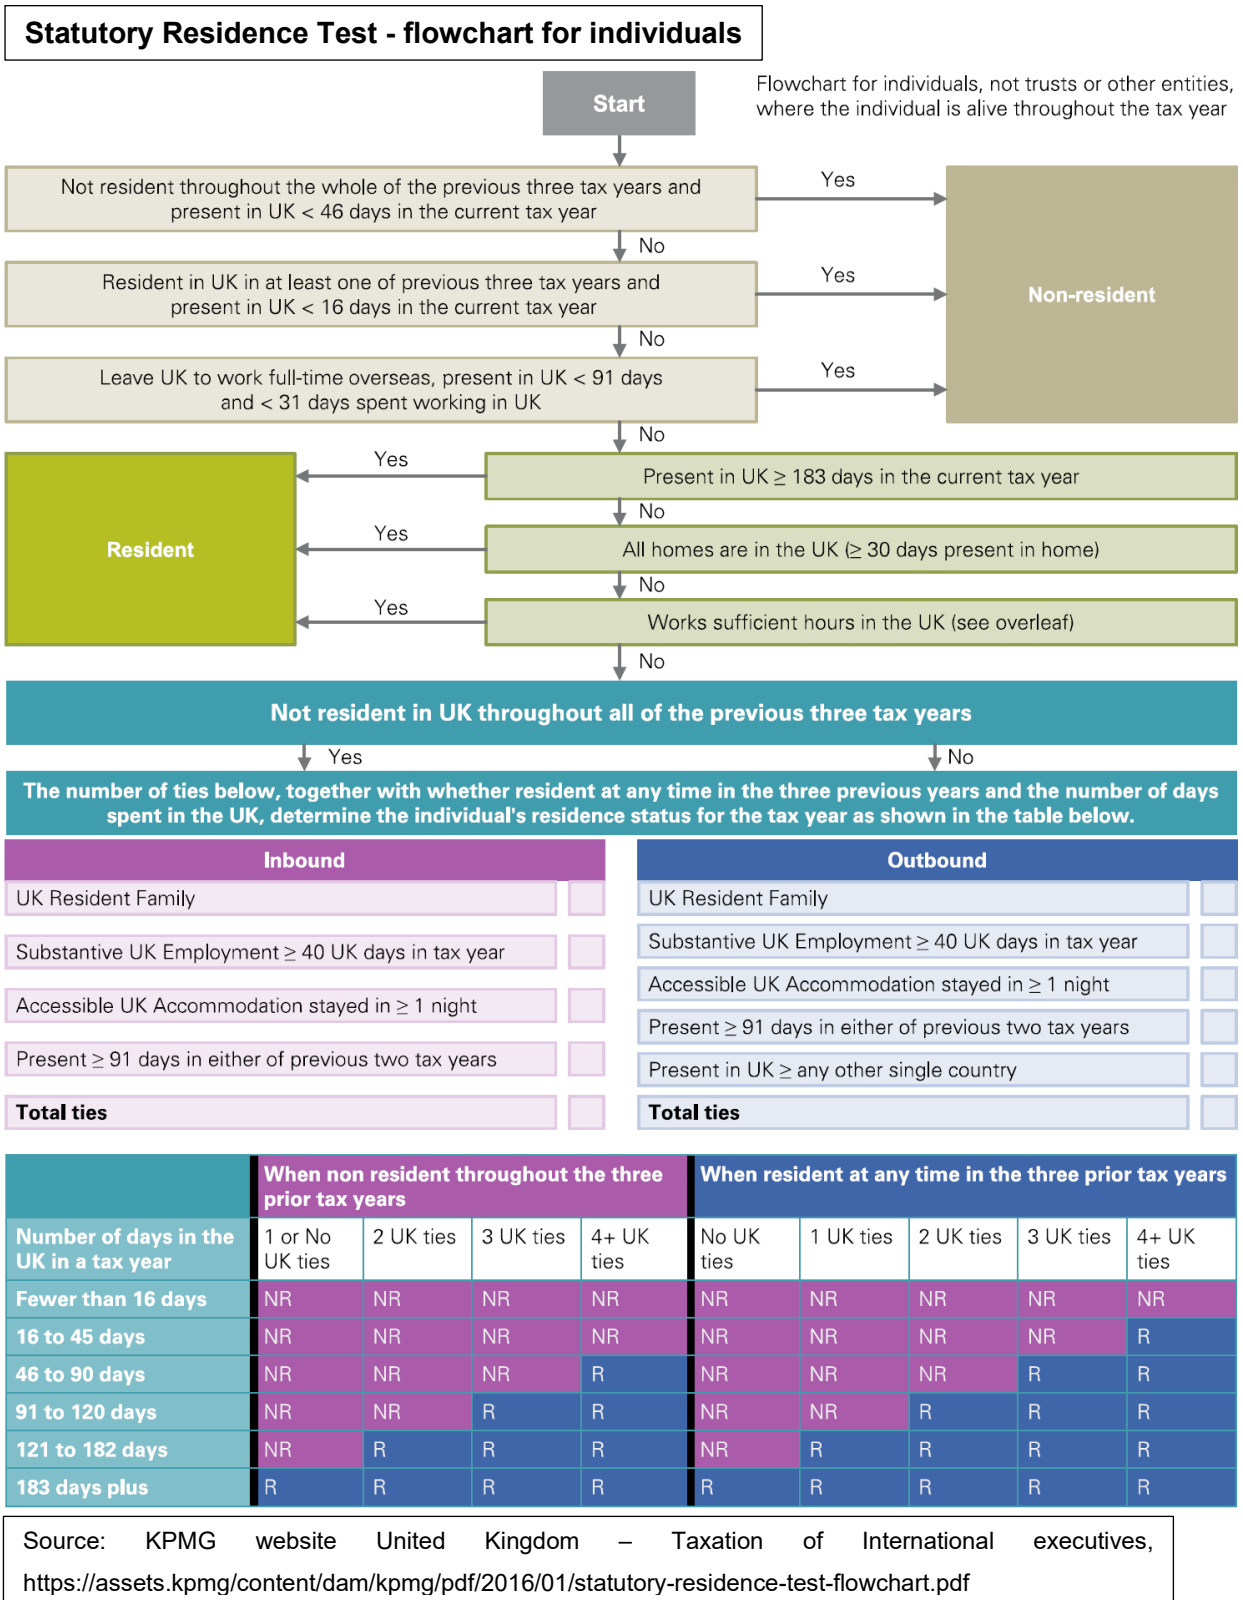 Statutory Residence Test - flowchart for individuals
Flowchart for individuals, not trusts or other entities,
where the individual is alive throughout the tax year
Start
Not resident throughout the whole of the previous three tax years and
present in UK < 46 days in the current tax year
Yes
No
Resident in UK in at least one of previous three tax years and
present in UK < 16 days in the current tax year
Yes
Non-resident
No
Leave UK to work full-time overseas, present in UK < 91 days
and < 31 days spent working in UK
Yes
No
Present in UK ≥ 183 days in the current tax year
Yes
No
All homes are in the UK (≥ 30 days present in home)
Yes
Resident
No
Works sufficient hours in the UK (see overleaf)
Yes
No
Not resident in UK throughout all of the previous three tax years
Yes
No
The number of ties below, together with whether resident at any time in the three previous years and the number of days
spent in the UK, determine the individual's residence status for the tax year as shown in the table below.
Inbound
UK Resident Family
Substantive UK Employment ≥ 40 UK days in tax year
Accessible UK Accommodation stayed in ≥ 1 night
Present ≥ 91 days in either of previous two tax years
Total ties
Outbound
UK Resident Family
Substantive UK Employment ≥ 40 UK days in tax year
Accessible UK Accommodation stayed in ≥ 1 night
Present ≥ 91 days in either of previous two tax years
Present in UK ≥ any other single country
Total ties
When non resident throughout the three
prior tax years
When resident at any time in the three prior tax years
Number of days in the
UK in a tax year
1 or No
UK ties
2 UK ties
3 UK ties
4+ UK
ties
No UK
ties
1 UK ties
2 UK ties
3 UK ties
4+ UK
ties
Fewer than 16 days NR NR NR NR NR NR NR NR NR
16 to 45 days NR NR NR NR NR NR NR NR R
46 to 90 days NR NR NR R NR NR NR R R
91 to 120 days NR NR R R NR NR R R R
121 to 182 days NR R R R NR R R R R
183 days plus R R R R R R R R R
Source: KPMG website United Kingdom – Taxation of International executives,
https://assets.kpmg/content/dam/kpmg/pdf/2016/01/statutory-residence-test-flowchart.pdf